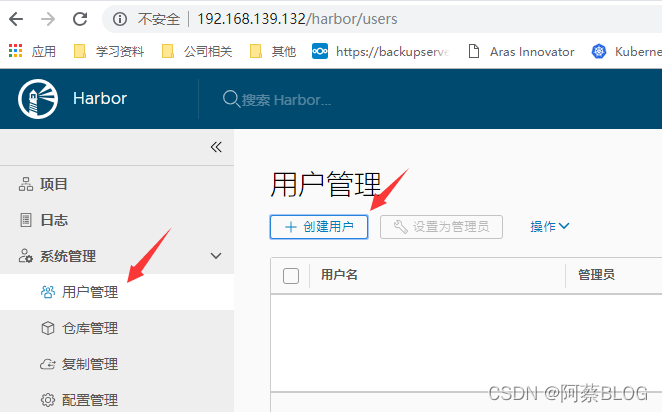 不安全 | 192.168.139.132/harbor/users
应用 学习资料 公司相关 其他 https://backupserve Aras Innovator Kuberne
Harbor 搜索 Harbor...
项目
日志
系统管理
用户管理
仓库管理
复制管理
配置管理
用户管理
+ 创建用户 设置为管理员 操作
用户名 管理员
CSDN @阿蔡BLOG